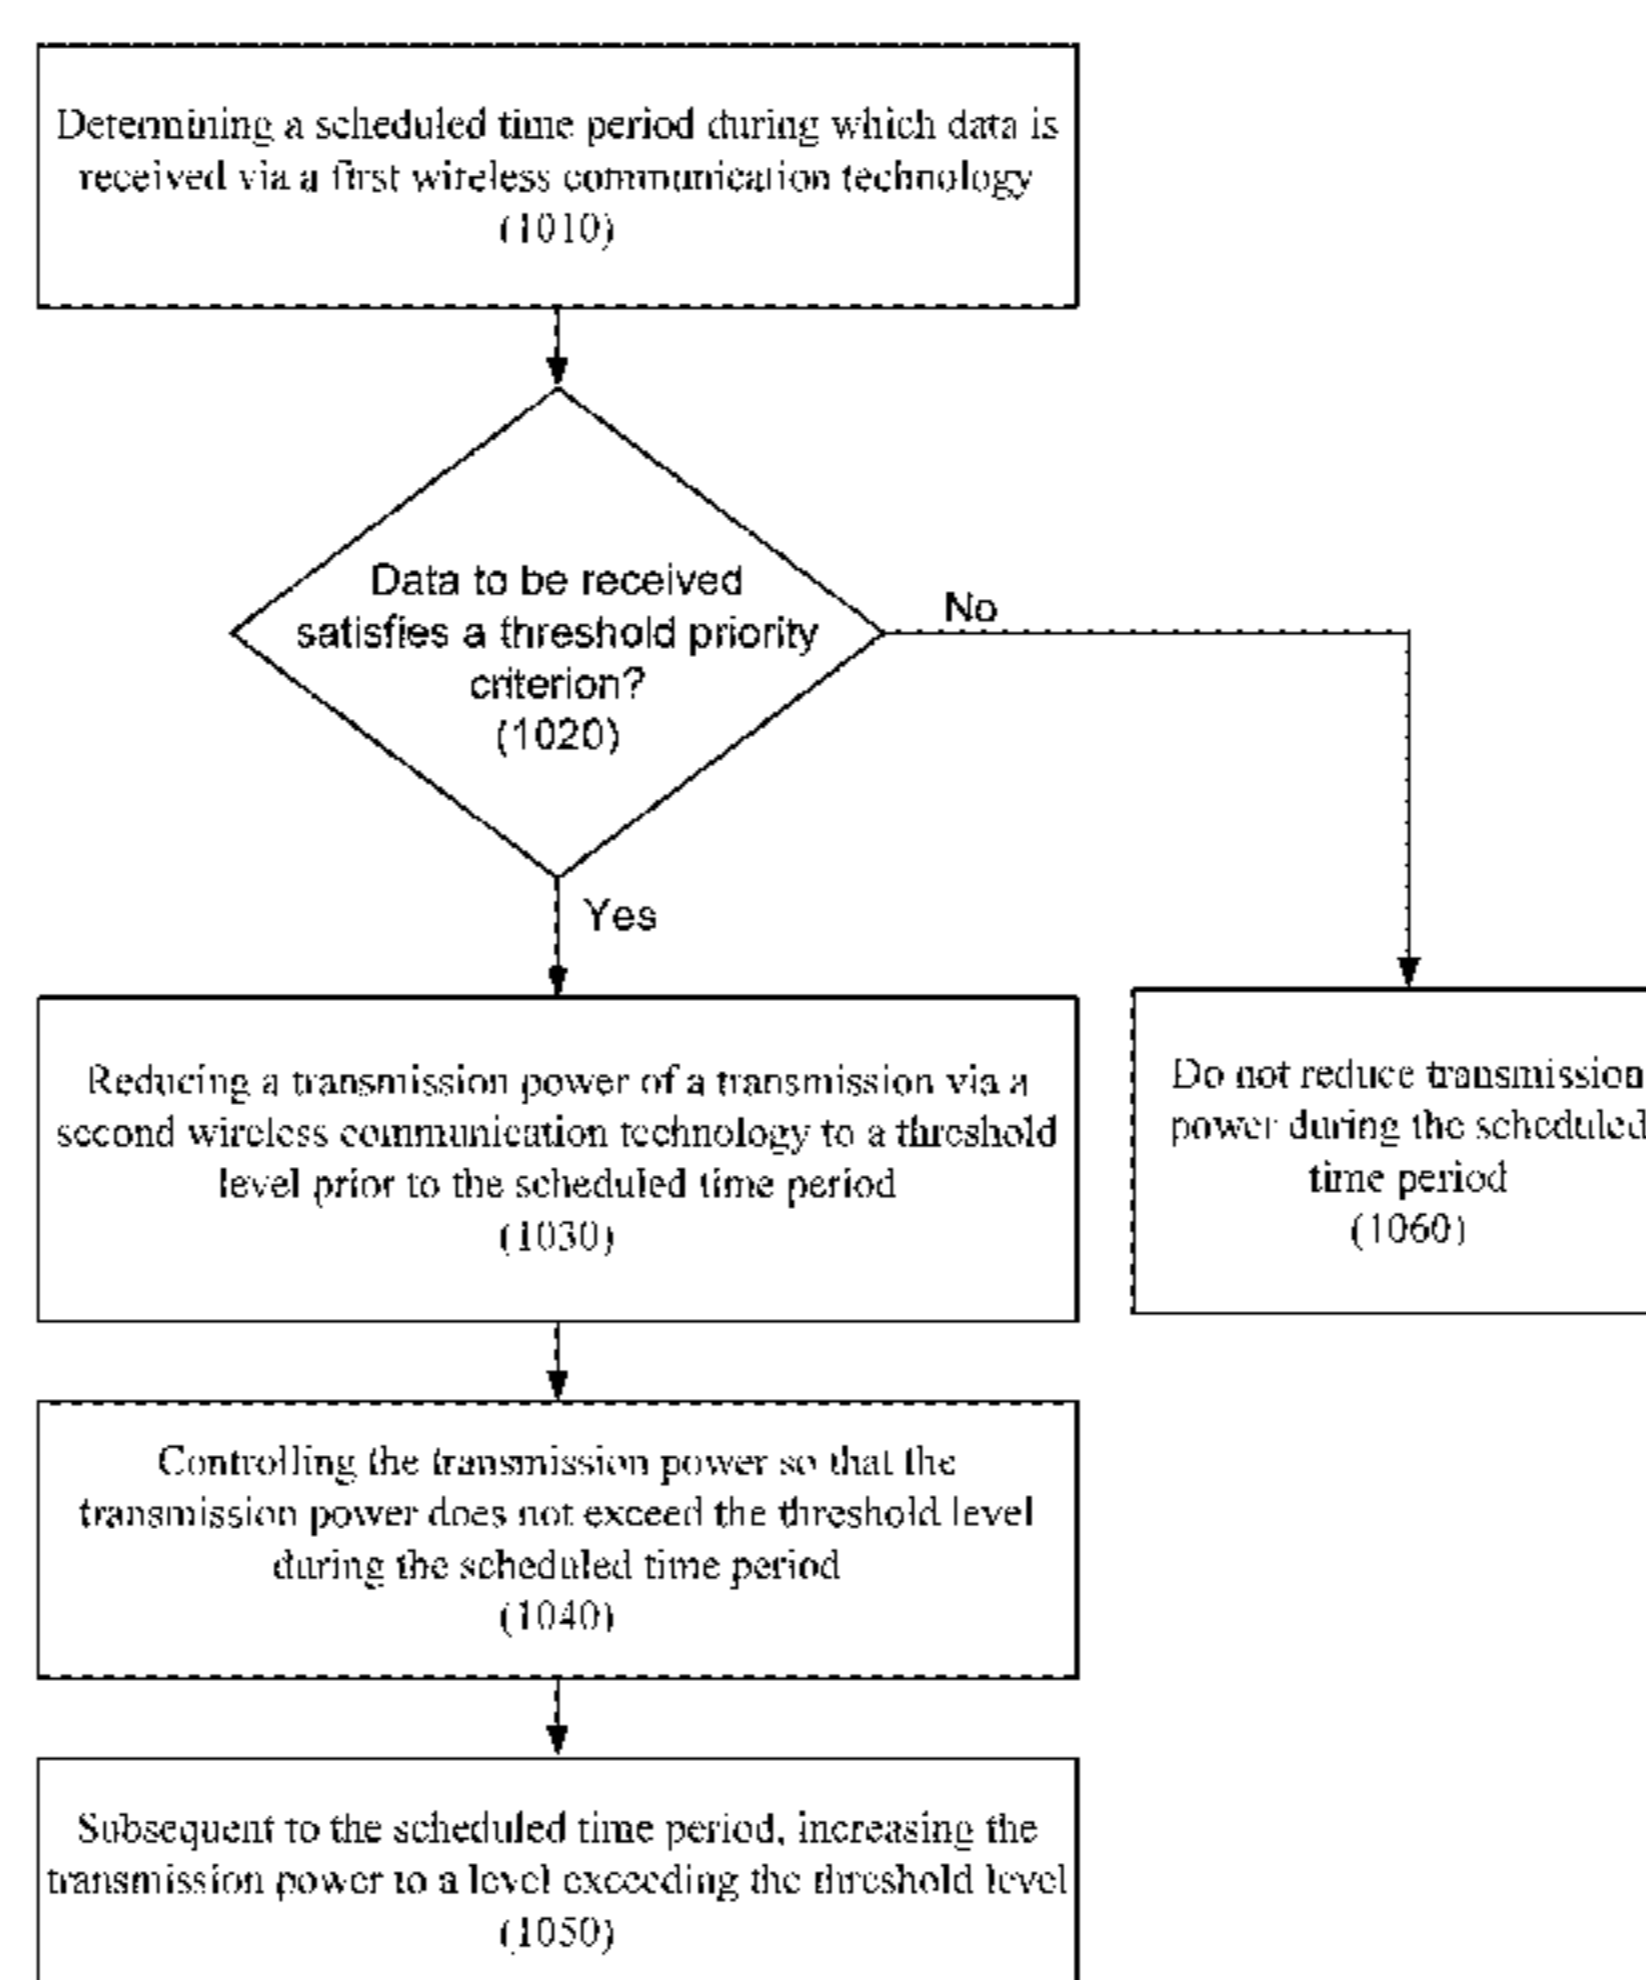 Determining a scheduled time period during which data is
received via a first wireless communication technology
(1010)
Data to be received
satisfies a threshold priority
criterion?
(1020)
No
Yes
Reducing a transmission power of a transmission via a
second wireless communication technology to a threshold
level prior to the scheduled time period
(1030)
Do not reduce transmission
power during the scheduled
time period
(1060)
Controlling the transmission power so that the
transmission power does not exceed the threshold level
during the scheduled time period
(1040)
Subsequent to the scheduled time period, increasing the
transmission power to a level exceeding the threshold level
(1050)